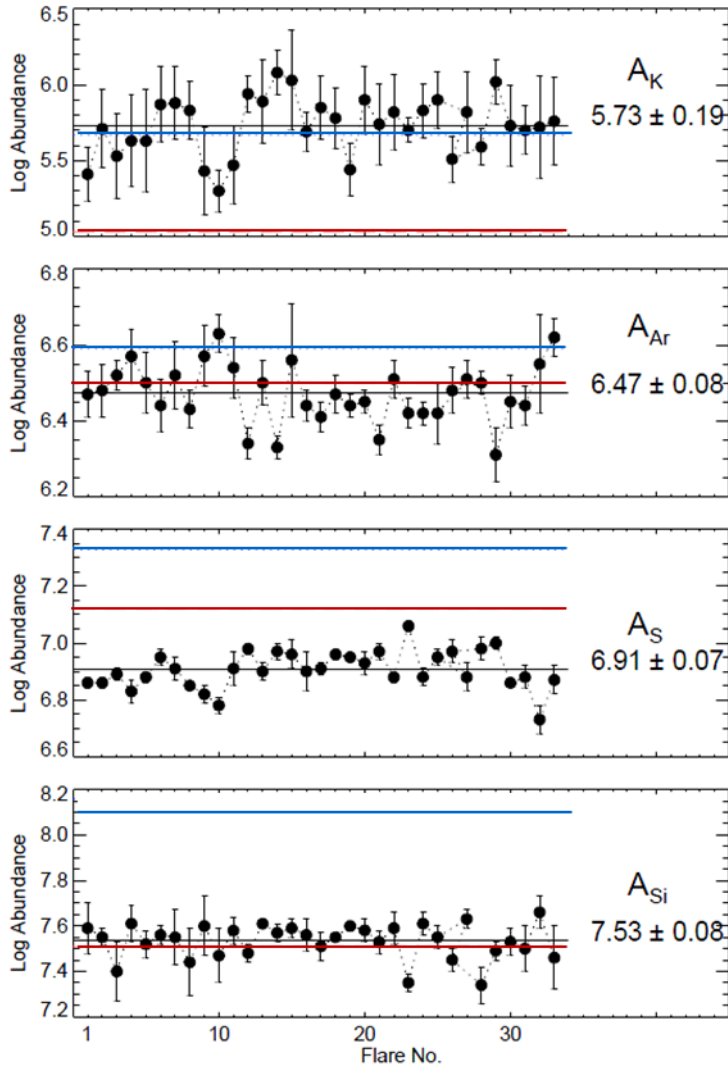 6.5
6.0
5.5
5.0
Log Abundance
A_K
5.73 ± 0.19
6.8
6.6
6.4
6.2
Log Abundance
A_Ar
6.47 ± 0.08
7.4
7.2
7.0
6.8
6.6
Log Abundance
A_S
6.91 ± 0.07
8.2
8.0
7.8
7.6
7.4
7.2
Log Abundance
A_Si
7.53 ± 0.08
1 10 20 30
Flare No.